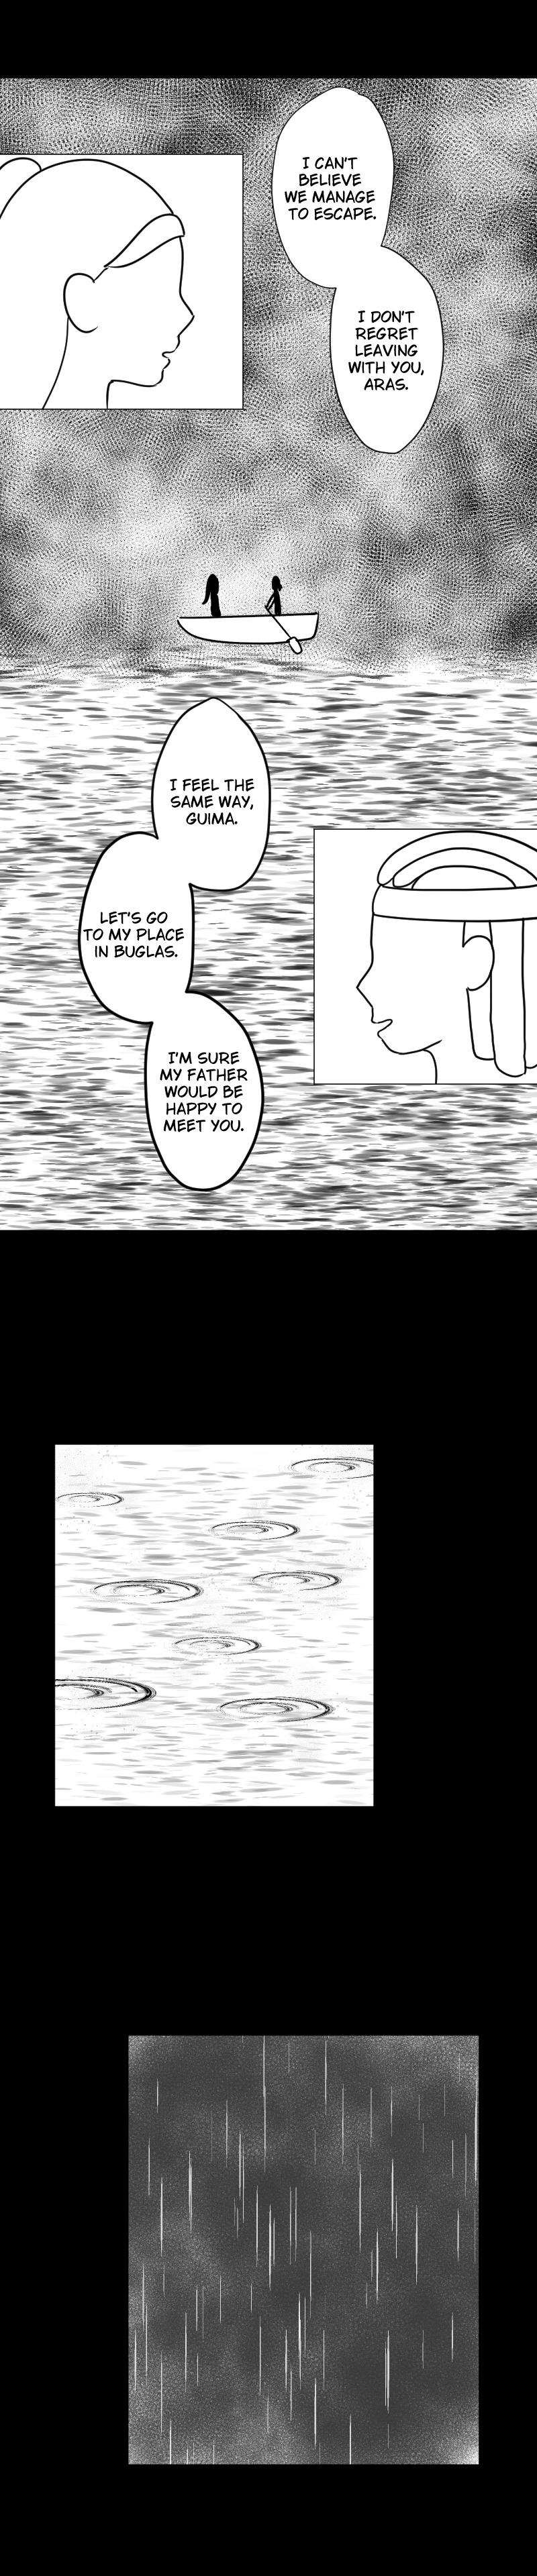 I CAN'T
BELIEVE
WE MANAGE
TO ESCAPE.
I DON'T
REGRET
LEAVING
WITH YOU,
ARAS.
I FEEL THE
SAME WAY,
GUIMA.
LET'S GO
TO MY PLACE
IN BUGLAS.
I'M SURE
MY FATHER
WOULD BE
HAPPY TO
MEET YOU.